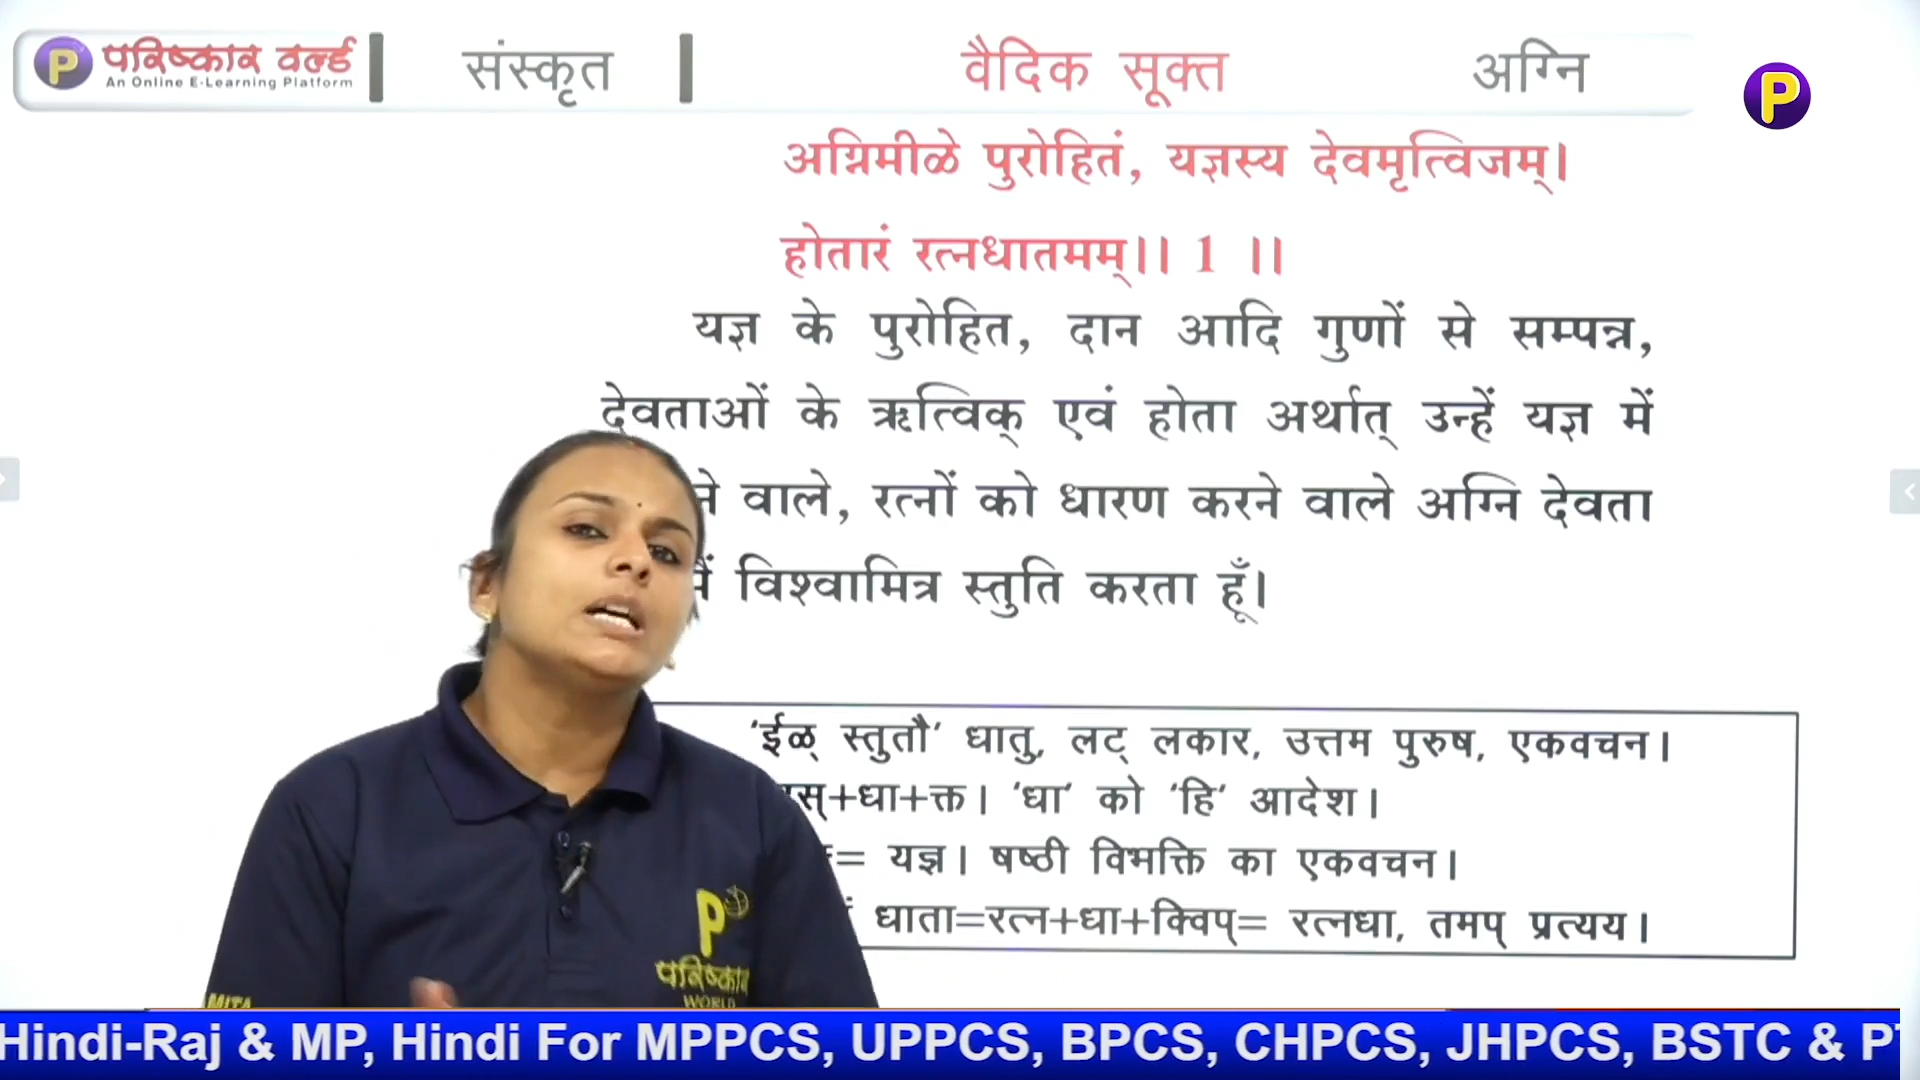 परिष्कार वर्ल्ड
An Online E-Learning Platform
संस्कृत
वैदिक सूक्त
अग्नि
P
अग्निमीळे पुरोहितं, यज्ञस्य देवमृत्विजम्।
होतारं रत्नधातमम्।। 1 ।।
यज्ञ के पुरोहित, दान आदि गुणों से सम्पन्न,
देवताओं के ऋत्विक् एवं होता अर्थात् उन्हें यज्ञ में
वाले, रत्नों को धारण करने वाले अग्नि देवता
विश्वामित्र स्तुति करता हूँ।
'ईळ् स्तुतौ' धातु, लट् लकार, उत्तम पुरुष, एकवचन।
स्+धा+क्त। 'धा' को 'हि' आदेश।
= यज्ञ। षष्ठी विभक्ति का एकवचन।
धाता=रत्न+धा+क्विप्= रत्नधा, तमप् प्रत्यय।
P
परिष्कार
WORLD
Hindi-Raj & MP, Hindi For MPPCS, UPPCS, BPCS, CHPCS, JHPCS, BSTC &